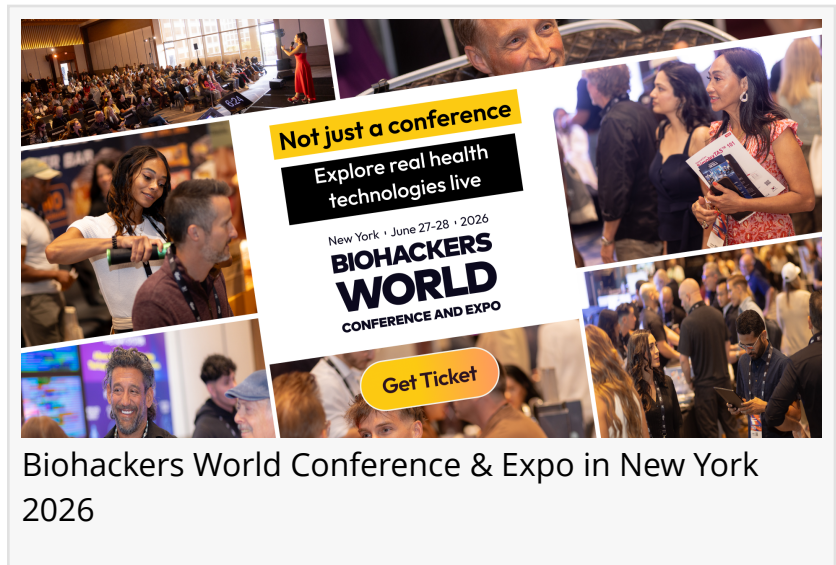 Not just a conference
Explore real health
technologies live
New York • June 27-28 • 2026
BIOHACKERS
WORLD
CONFERENCE AND EXPO
Get Ticket
Biohackers World Conference & Expo in New York
2026